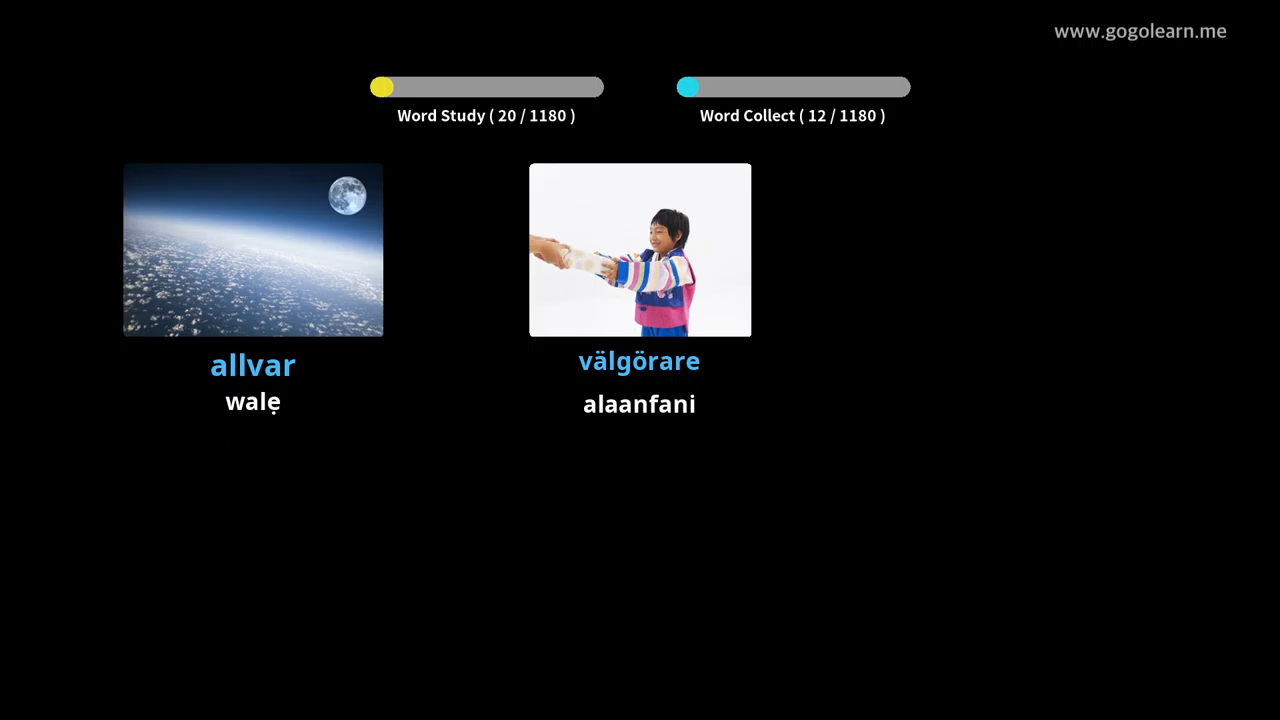 www.gogolearn.me
Word Study ( 20 / 1180 )
Word Collect ( 12 / 1180 )
allvar
walẹ
välgörare
alaanfani